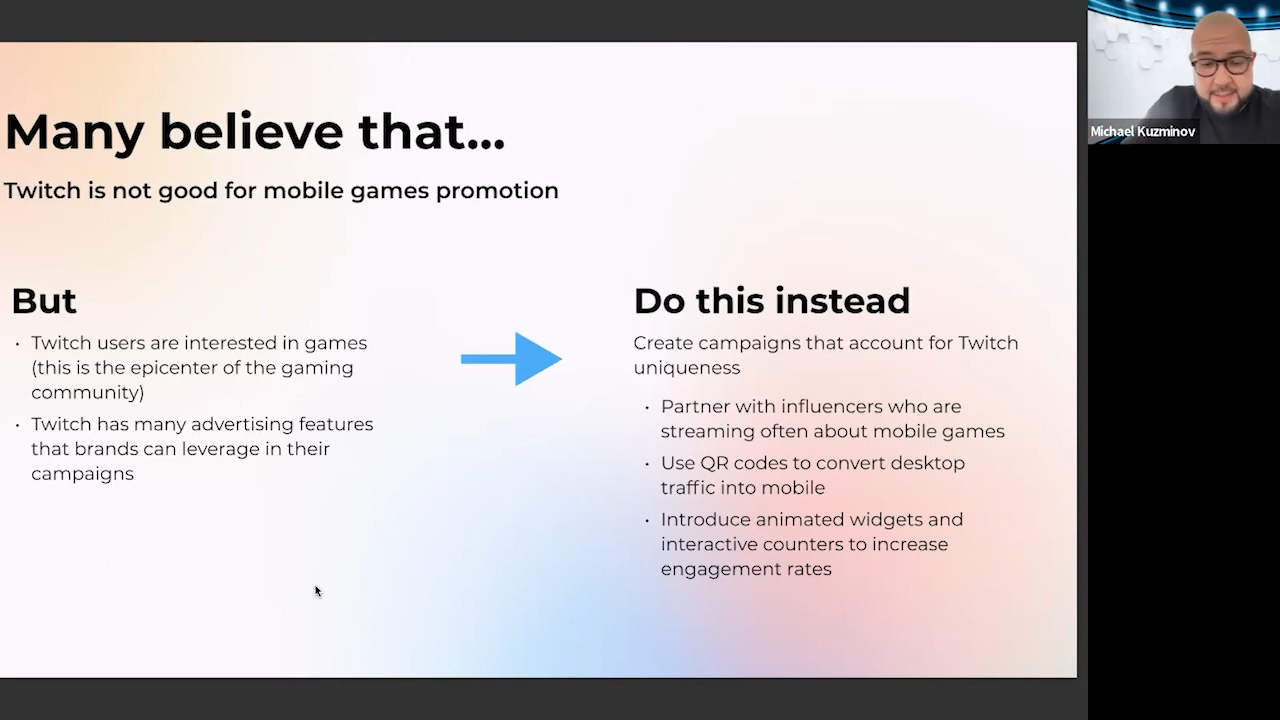 Many believe that...
Twitch is not good for mobile games promotion
But
• Twitch users are interested in games
(this is the epicenter of the gaming
community)
• Twitch has many advertising features
that brands can leverage in their
campaigns
Do this instead
Create campaigns that account for Twitch
uniqueness
• Partner with influencers who are
streaming often about mobile games
• Use QR codes to convert desktop
traffic into mobile
• Introduce animated widgets and
interactive counters to increase
engagement rates
Michael Kuzminov